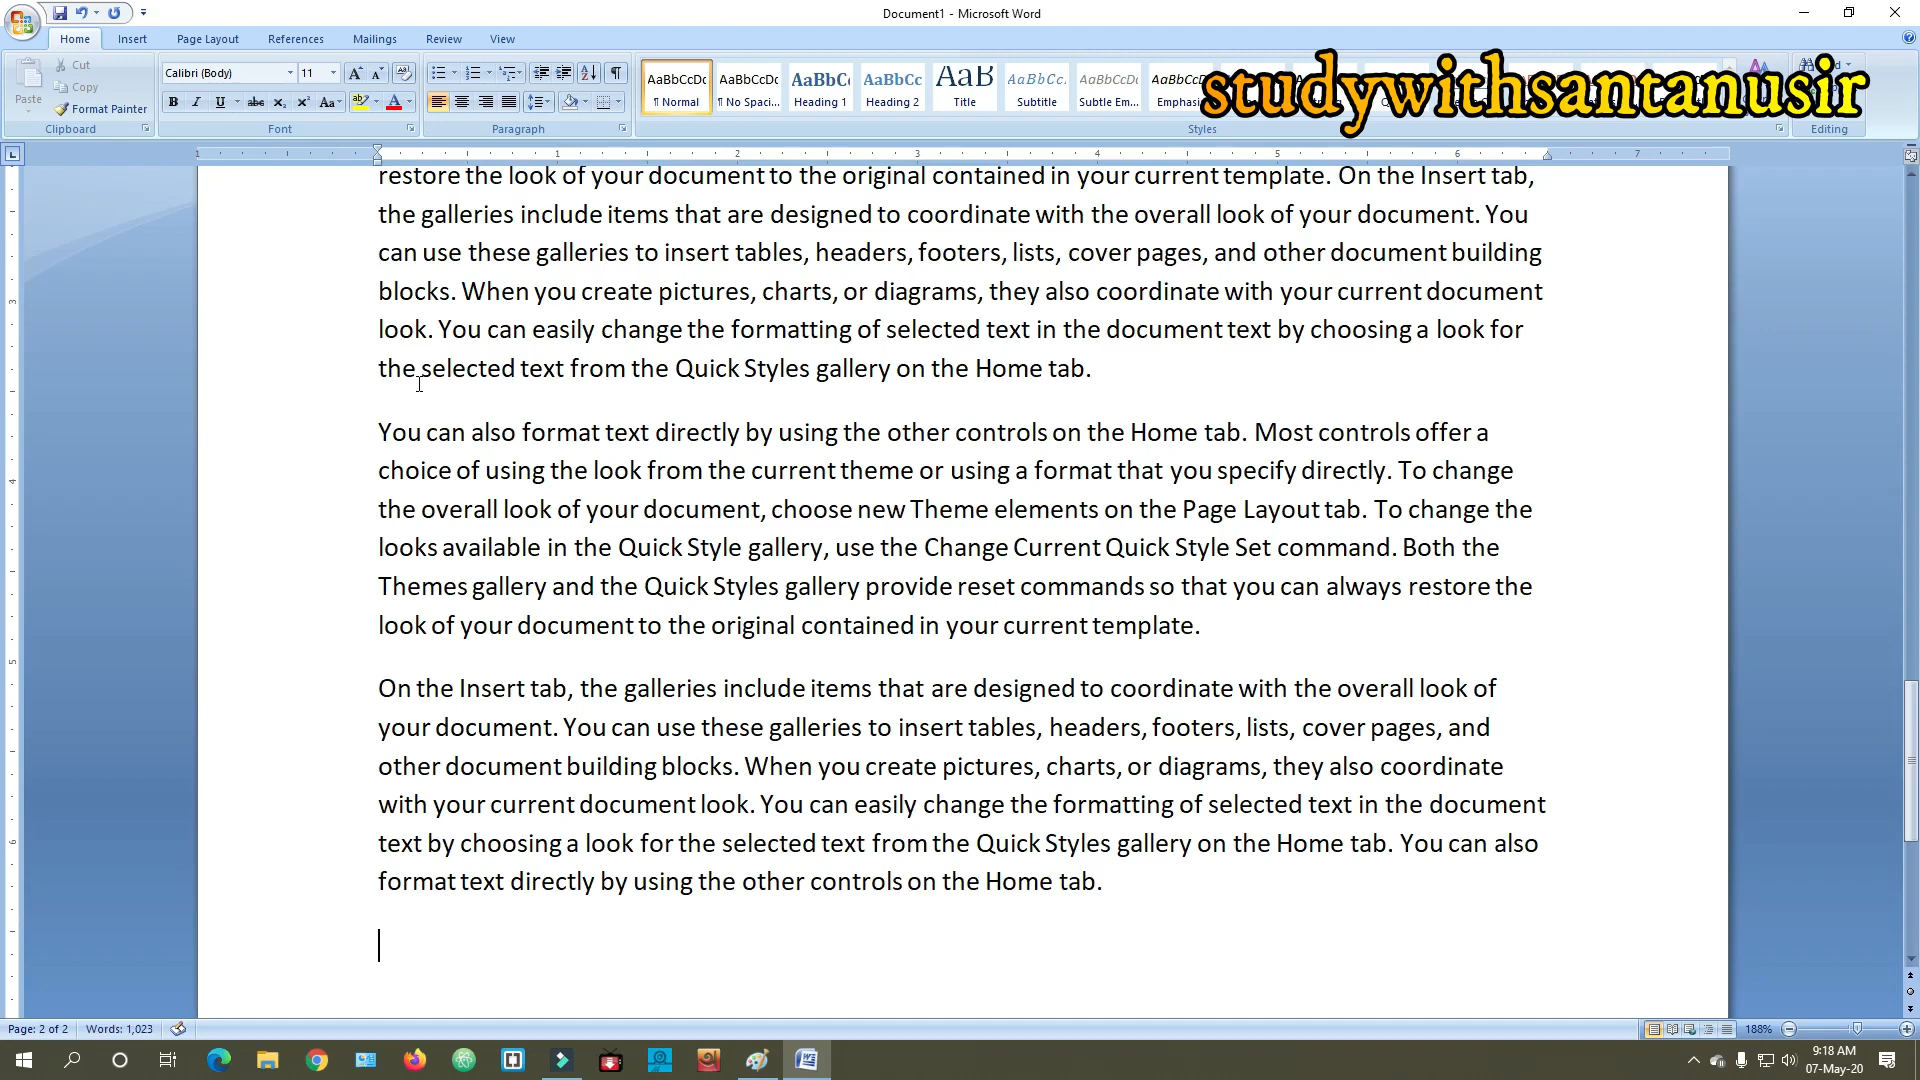 Document1 - Microsoft Word
Home Insert Page Layout References Mailings Review View
Paste
Cut
Copy
Format Painter
Clipboard
Calibri (Body) 11
Font
Paragraph
AaBbCcDc AaBbCcDc AaBbC AaBbCc AaB AaBbCc. AaBbCcDc AaBbCcDc
¶ Normal ¶ No Spaci... Heading 1 Heading 2 Title Subtitle Subtle Em... Emphasis
Styles
Editing
studywithsantanusir
restore the look of your document to the original contained in your current template. On the Insert tab,
the galleries include items that are designed to coordinate with the overall look of your document. You
can use these galleries to insert tables, headers, footers, lists, cover pages, and other document building
blocks. When you create pictures, charts, or diagrams, they also coordinate with your current document
look. You can easily change the formatting of selected text in the document text by choosing a look for
the selected text from the Quick Styles gallery on the Home tab.
You can also format text directly by using the other controls on the Home tab. Most controls offer a
choice of using the look from the current theme or using a format that you specify directly. To change
the overall look of your document, choose new Theme elements on the Page Layout tab. To change the
looks available in the Quick Style gallery, use the Change Current Quick Style Set command. Both the
Themes gallery and the Quick Styles gallery provide reset commands so that you can always restore the
look of your document to the original contained in your current template.
On the Insert tab, the galleries include items that are designed to coordinate with the overall look of
your document. You can use these galleries to insert tables, headers, footers, lists, cover pages, and
other document building blocks. When you create pictures, charts, or diagrams, they also coordinate
with your current document look. You can easily change the formatting of selected text in the document
text by choosing a look for the selected text from the Quick Styles gallery on the Home tab. You can also
format text directly by using the other controls on the Home tab.
Page: 2 of 2 Words: 1,023
188%
9:18 AM
07-May-20